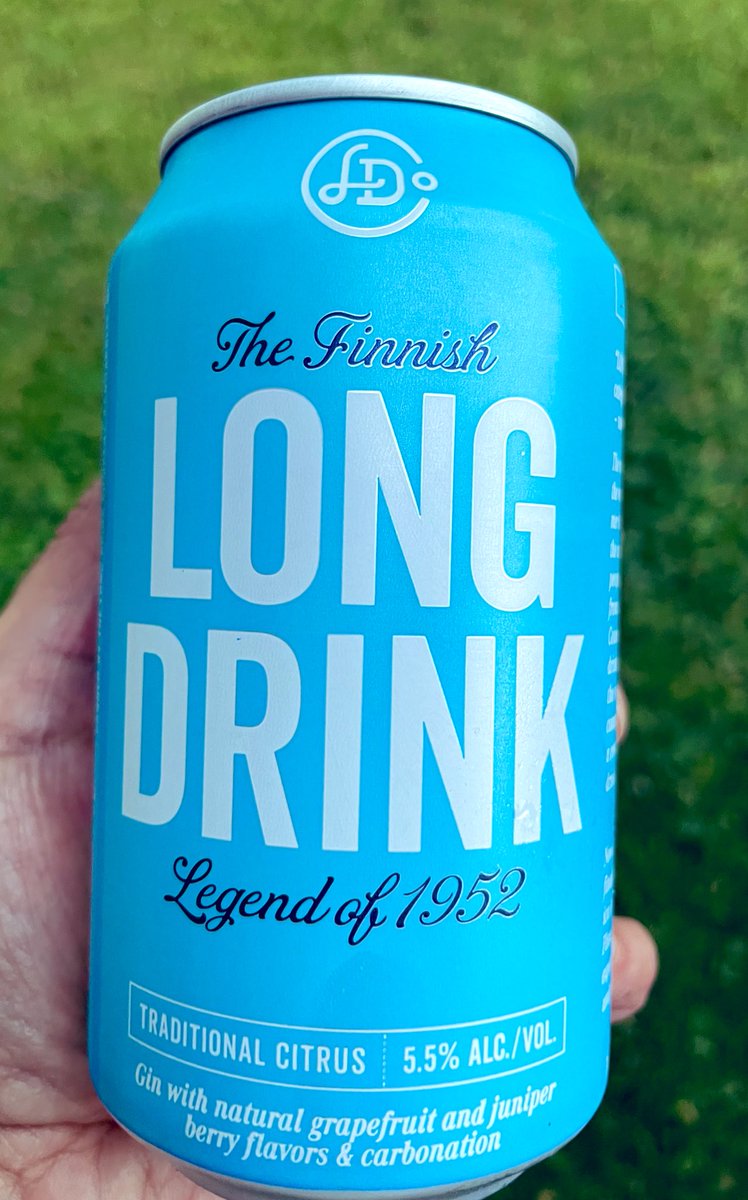 LDCo
The Finnish
LONG
DRINK
Legend of 1952
TRADITIONAL CITRUS 5.5% ALC./VOL.
Gin with natural grapefruit and juniper
berry flavors & carbonation